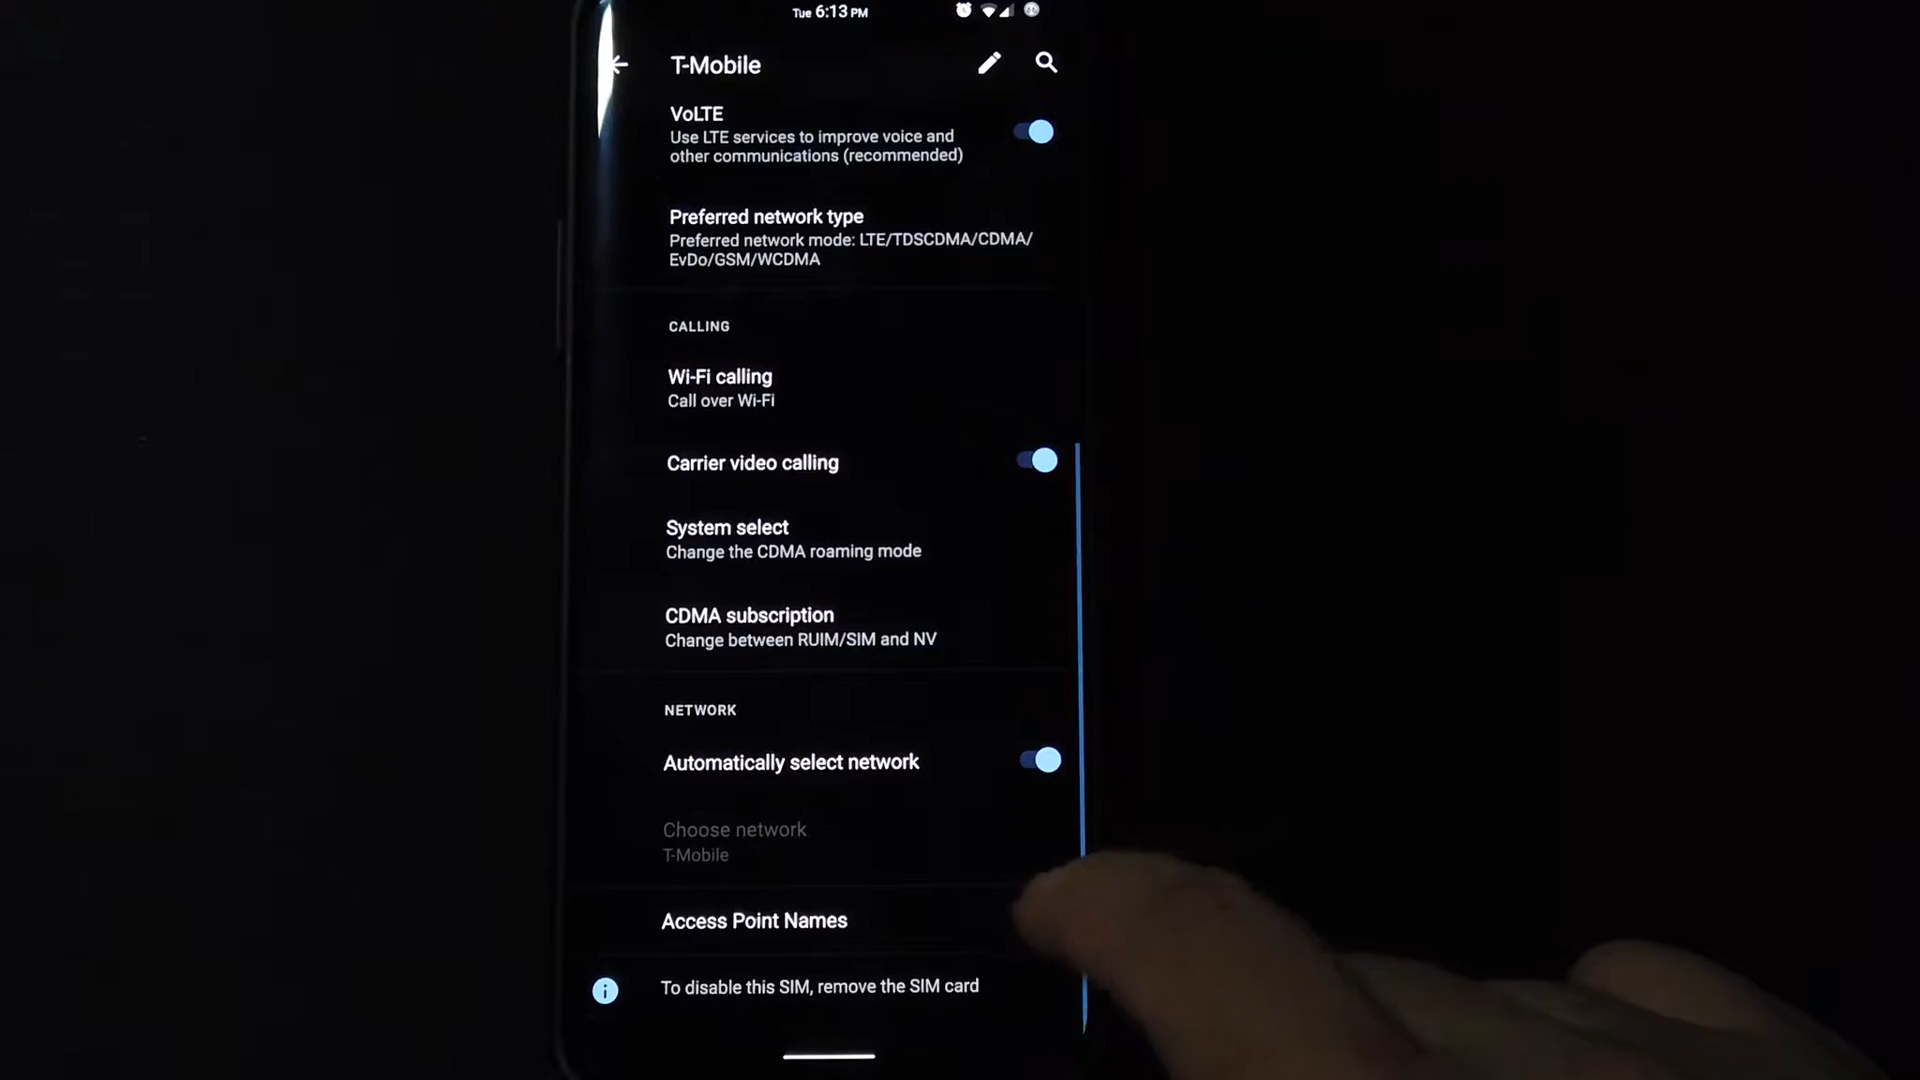 Tue 6:13 PM
66
T-Mobile
VoLTE
Use LTE services to improve voice and
other communications (recommended)
Preferred network type
Preferred network mode: LTE/TDSCDMA/CDMA/
EvDo/GSM/WCDMA
CALLING
Wi-Fi calling
Call over Wi-Fi
Carrier video calling
System select
Change the CDMA roaming mode
CDMA subscription
Change between RUIM/SIM and NV
NETWORK
Automatically select network
Choose network
T-Mobile
Access Point Names
To disable this SIM, remove the SIM card